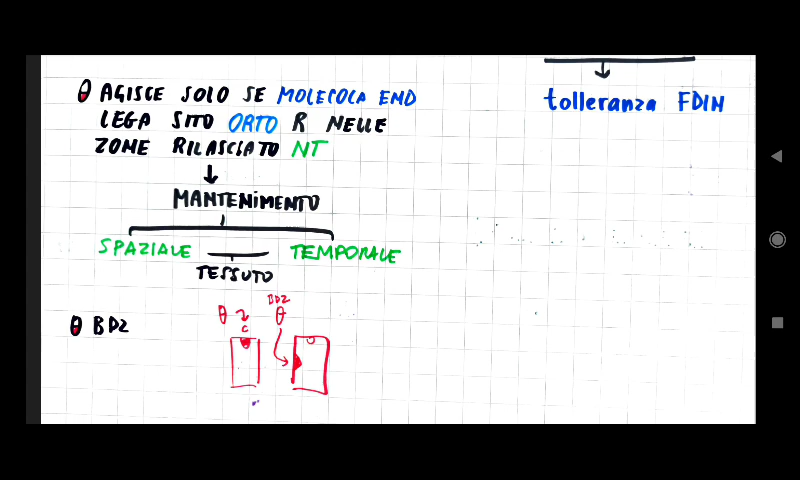 θ AGISCE SOLO SE MOLECOLA END
LEGA SITO ORTO R NELLE
ZONE RILASCIATO NT
MANTENIMENTO
SPAZIALE TEMPORALE
TESSUTO
θ BDZ
θ
C
BDZ
θ
tolleranza FDIN